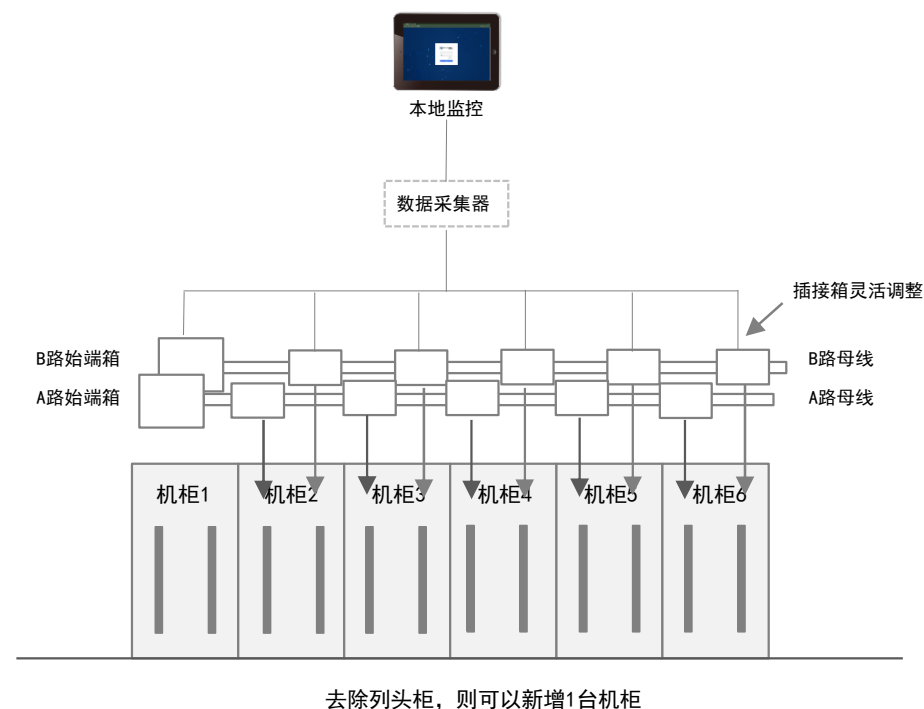 本地监控
数据采集器
插接箱灵活调整
B路始端箱
B路母线
A路始端箱
A路母线
机柜1
机柜2
机柜3
机柜4
机柜5
机柜6
去除列头柜，则可以新增1台机柜